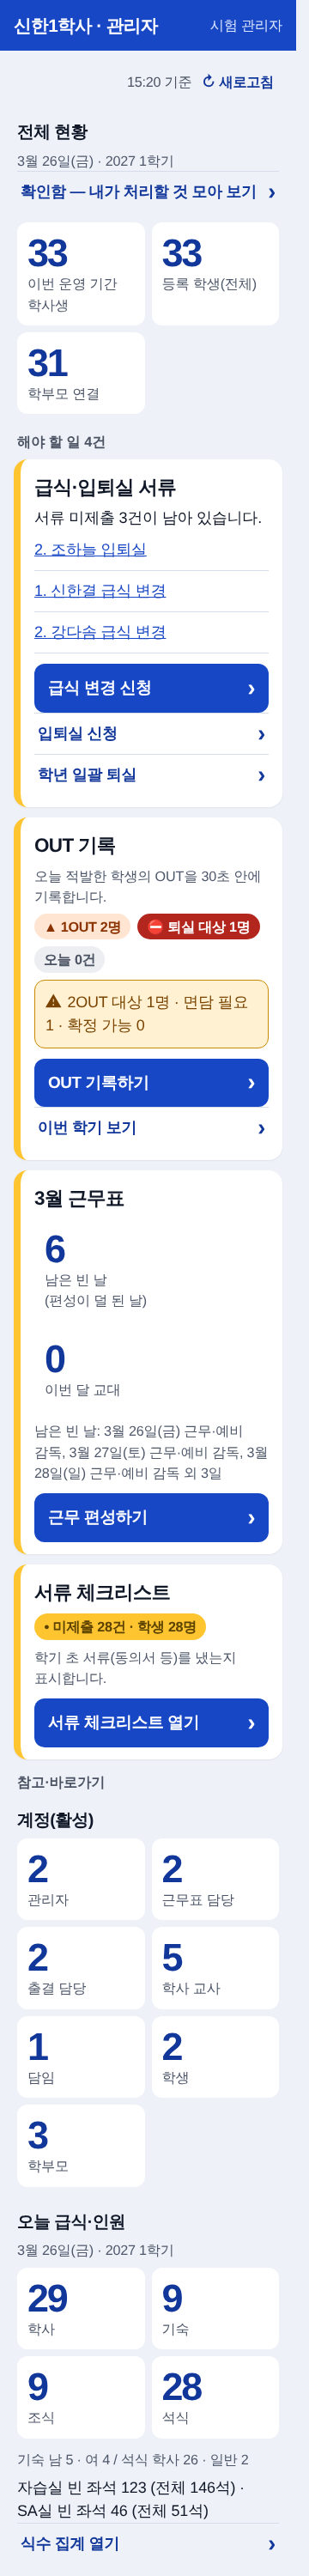 신한1학사 · 관리자
시험 관리자
15:20 기준 ↻ 새로고침
전체 현황
3월 26일(금) · 2027 1학기
확인함 — 내가 처리할 것 모아 보기 ›
33
이번 운영 기간
학사생
33
등록 학생(전체)
31
학부모 연결
해야 할 일 4건
급식·입퇴실 서류
서류 미제출 3건이 남아 있습니다.
2. 조하늘 입퇴실
1. 신한결 급식 변경
2. 강다솜 급식 변경
급식 변경 신청 ›
입퇴실 신청 ›
학년 일괄 퇴실 ›
OUT 기록
오늘 적발한 학생의 OUT을 30초 안에
기록합니다.
▲ 1OUT 2명
⛔ 퇴실 대상 1명
오늘 0건
⚠ 2OUT 대상 1명 · 면담 필요
1 · 확정 가능 0
OUT 기록하기 ›
이번 학기 보기 ›
3월 근무표
6
남은 빈 날
(편성이 덜 된 날)
0
이번 달 교대
남은 빈 날: 3월 26일(금) 근무·예비
감독, 3월 27일(토) 근무·예비 감독, 3월
28일(일) 근무·예비 감독 외 3일
근무 편성하기 ›
서류 체크리스트
• 미제출 28건 · 학생 28명
학기 초 서류(동의서 등)를 냈는지
표시합니다.
서류 체크리스트 열기 ›
참고·바로가기
계정(활성)
2
관리자
2
근무표 담당
2
출결 담당
5
학사 교사
1
담임
2
학생
3
학부모
오늘 급식·인원
3월 26일(금) · 2027 1학기
29
학사
9
기숙
9
조식
28
석식
기숙 남 5 · 여 4 / 석식 학사 26 · 일반 2
자습실 빈 좌석 123 (전체 146석) ·
SA실 빈 좌석 46 (전체 51석)
식수 집계 열기 ›